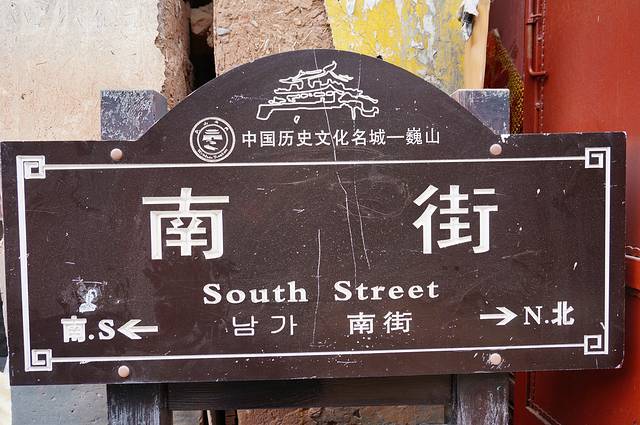 中国历史文化名城—巍山
南 街
South Street
南.S← 남가 南街 →N.北